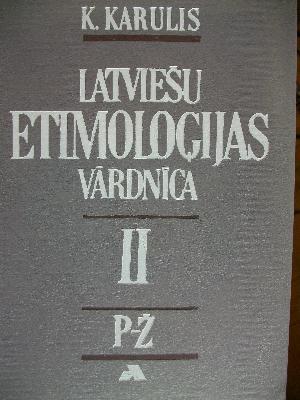 K. KARULIS
LATVIEŠU
ETIMOLOĢIJAS
VĀRDNĪCA
II
P-Ž